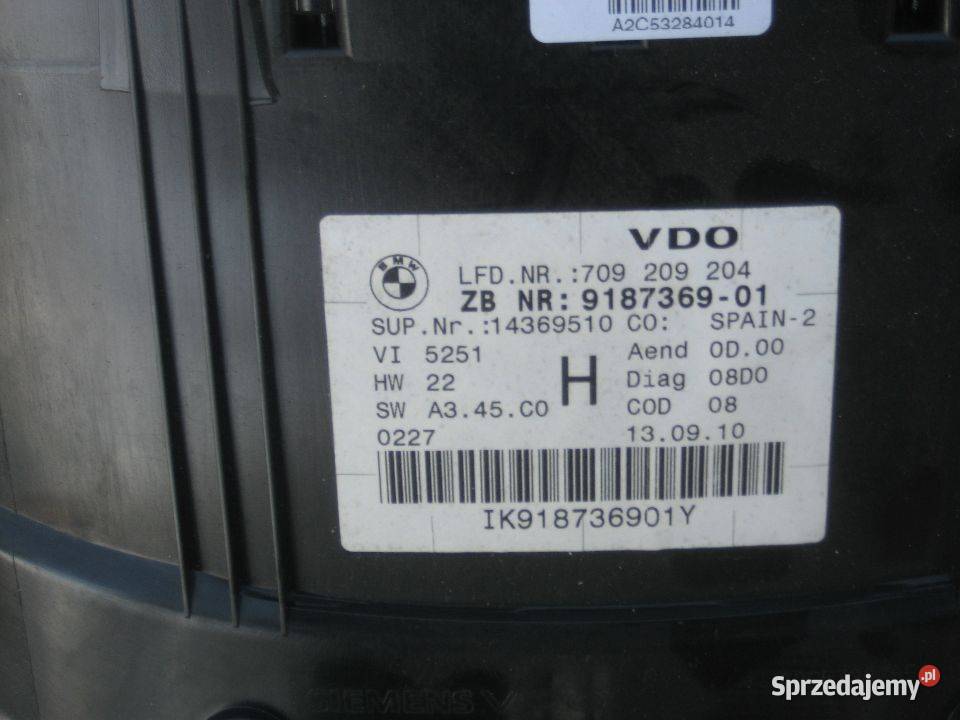 A2C53284014
VDO
BMW
LFD.NR.:709 209 204
ZB NR: 9187369-01
SUP.Nr.:14369510 CO: SPAIN-2
VI 5251
Aend 0D.00
HW 22
H
Diag 08D0
SW A3.45.C0
COD 08
0227
13.09.10
IK918736901Y
SIEMENS V
Sprzedajemy.pl